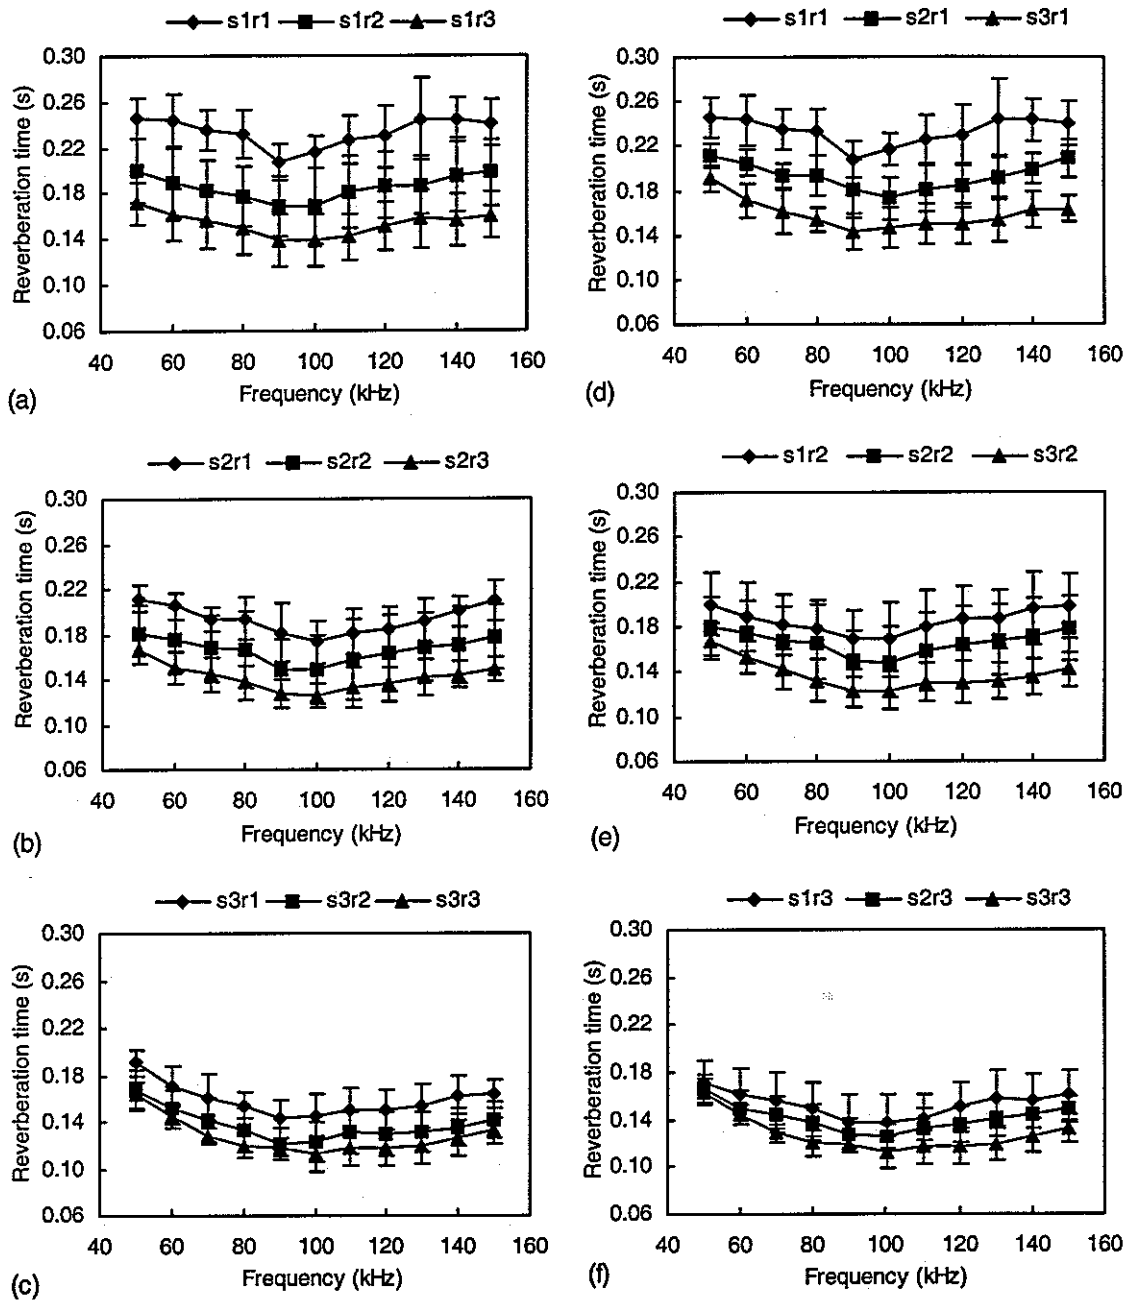 s1r1 s1r2 s1r3
Reverberation time (s)
0.30
0.26
0.22
0.18
0.14
0.10
0.06
40 60 80 100 120 140 160
Frequency (kHz)
(a)
s1r1 s2r1 s3r1
Reverberation time (s)
0.30
0.26
0.22
0.18
0.14
0.10
0.06
40 60 80 100 120 140 160
Frequency (kHz)
(d)
s2r1 s2r2 s2r3
Reverberation time (s)
0.30
0.26
0.22
0.18
0.14
0.10
0.06
40 60 80 100 120 140 160
Frequency (kHz)
(b)
s1r2 s2r2 s3r2
Reverberation time (s)
0.30
0.26
0.22
0.18
0.14
0.10
0.06
40 60 80 100 120 140 160
Frequency (kHz)
(e)
s3r1 s3r2 s3r3
Reverberation time (s)
0.30
0.26
0.22
0.18
0.14
0.10
0.06
40 60 80 100 120 140 160
Frequency (kHz)
(c)
s1r3 s2r3 s3r3
Reverberation time (s)
0.30
0.26
0.22
0.18
0.14
0.10
0.06
40 60 80 100 120 140 160
Frequency (kHz)
(f)